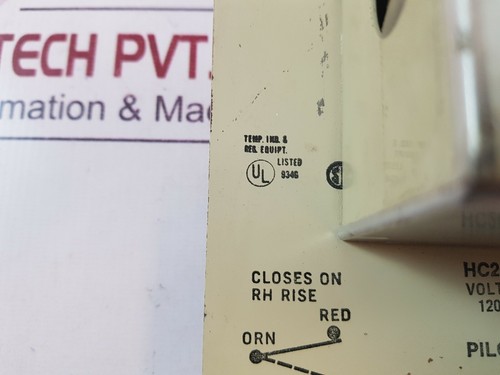 TECH PVT.
mation & Ma
TEMP. IND. &
REG. EQUIPT.
UL LISTED
934G
CLOSES ON
RH RISE
RED
ORN
HC2
VOLT
120
PIL